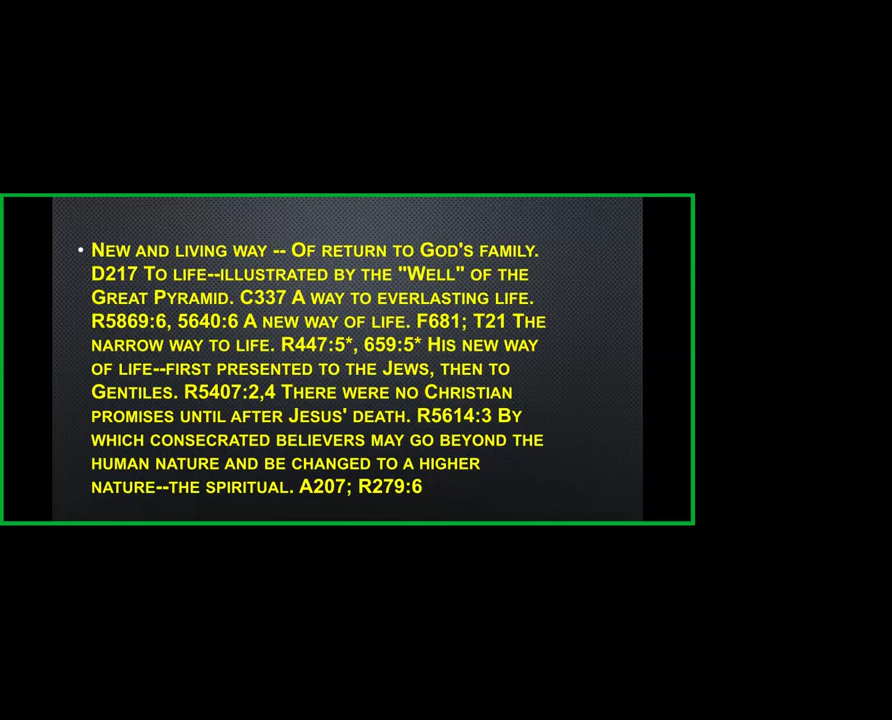 • New and living way -- Of return to God's family.
D217 To life--illustrated by the "Well" of the
Great Pyramid. C337 A way to everlasting life.
R5869:6, 5640:6 A new way of life. F681; T21 The
narrow way to life. R447:5*, 659:5* His new way
of life--first presented to the Jews, then to
Gentiles. R5407:2,4 There were no Christian
promises until after Jesus' death. R5614:3 By
which consecrated believers may go beyond the
human nature and be changed to a higher
nature--the spiritual. A207; R279:6